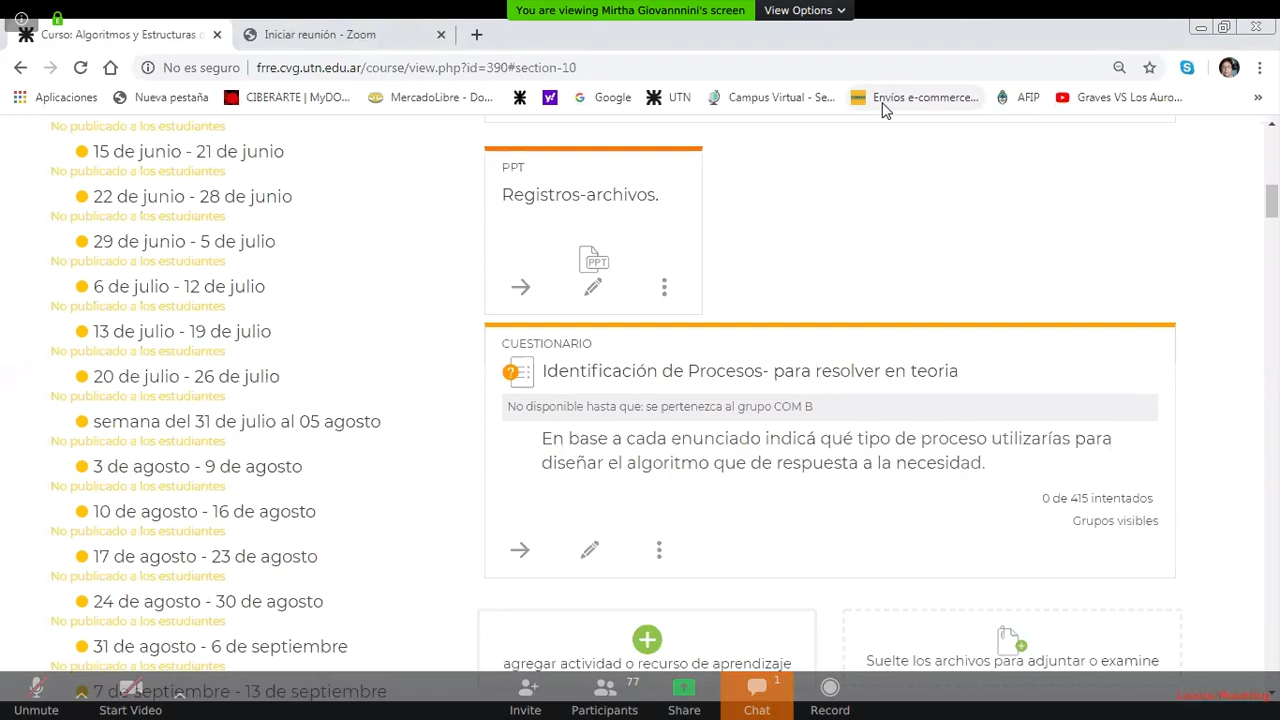 You are viewing Mirtha Giovannnini's screen
View Options
Curso: Algoritmos y Estructuras
Iniciar reunión - Zoom
No es seguro
frre.cvg.utn.edu.ar/course/view.php?id=390#section-10
Aplicaciones
Nueva pestaña
CIBERARTE | MyDO...
MercadoLibre - Do...
Google
UTN
Campus Virtual - Se...
Envíos e-commerce...
AFIP
Graves VS Los Auro...
»
No publicado a los estudiantes
15 de junio - 21 de junio
No publicado a los estudiantes
22 de junio - 28 de junio
No publicado a los estudiantes
29 de junio - 5 de julio
No publicado a los estudiantes
6 de julio - 12 de julio
No publicado a los estudiantes
13 de julio - 19 de julio
No publicado a los estudiantes
20 de julio - 26 de julio
No publicado a los estudiantes
semana del 31 de julio al 05 agosto
No publicado a los estudiantes
3 de agosto - 9 de agosto
No publicado a los estudiantes
10 de agosto - 16 de agosto
No publicado a los estudiantes
17 de agosto - 23 de agosto
No publicado a los estudiantes
24 de agosto - 30 de agosto
No publicado a los estudiantes
31 de agosto - 6 de septiembre
No publicado a los estudiantes
7 de septiembre - 13 de septiembre
PPT
Registros-archivos.
PPT
CUESTIONARIO
Identificación de Procesos- para resolver en teoria
No disponible hasta que: se pertenezca al grupo COM B
En base a cada enunciado indicá qué tipo de proceso utilizarías para
diseñar el algoritmo que de respuesta a la necesidad.
0 de 415 intentados
Grupos visibles
agregar actividad o recurso de aprendizaje
Suelte los archivos para adjuntar o examine
Unmute
Start Video
Invite
77
Participants
Share
1
Chat
Record